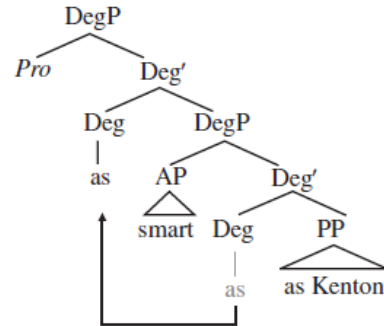 DegP
Pro Deg′
Deg DegP
as AP Deg′
smart Deg PP
as as Kenton